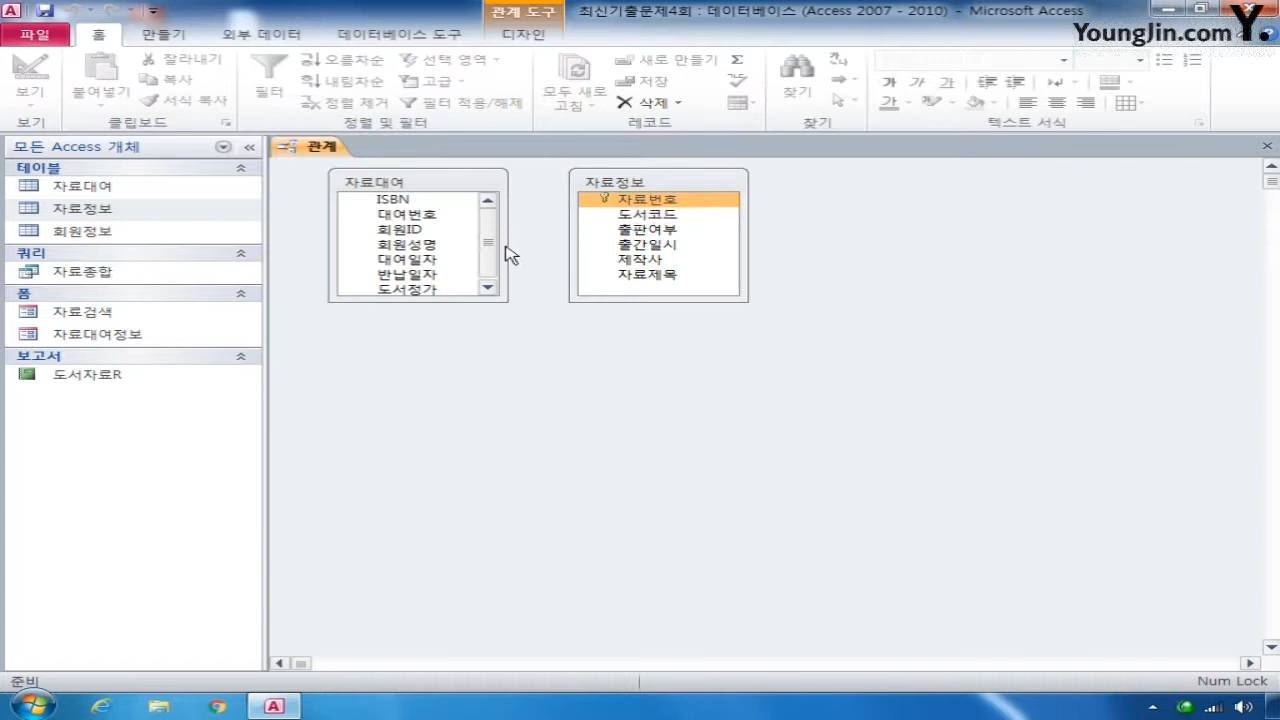 최신기출문제4회 : 데이터베이스 (Access 2007 - 2010) - Microsoft Access
관계 도구
YoungJin.com Y.
파일 홈 만들기 외부 데이터 데이터베이스 도구 디자인
보기
보기
붙여넣기
잘라내기
복사
서식 복사
클립보드
필터
오름차순
내림차순
정렬 제거
선택 영역
고급
필터 적용/해제
정렬 및 필터
모두 새로
고침
새로 만들기
저장
삭제
레코드
찾기
찾기
가 가 가
가
텍스트 서식
모든 Access 개체
테이블
자료대여
자료정보
회원정보
쿼리
자료종합
폼
자료검색
자료대여정보
보고서
도서자료R
관계
자료대여
ISBN
대여번호
회원ID
회원성명
대여일자
반납일자
도서정가
자료정보
자료번호
도서코드
출판여부
출간일시
제작사
자료제목
준비
Num Lock